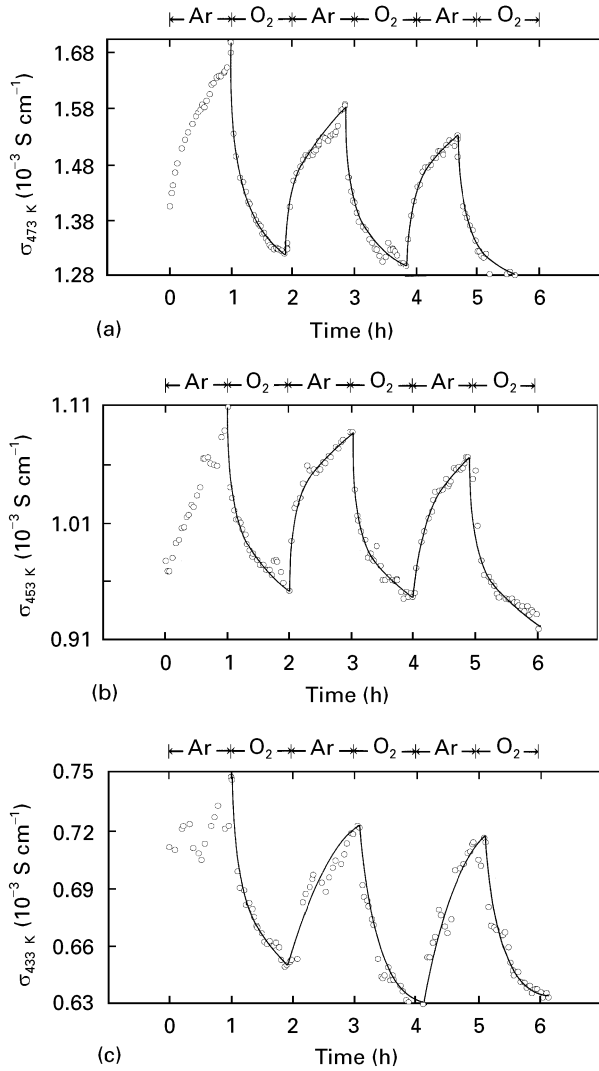 Ar O₂ Ar O₂ Ar O₂
1.68
1.58
1.48
1.38
1.28
σ473 K (10⁻³ S cm⁻¹)
0 1 2 3 4 5 6
(a) Time (h)
Ar O₂ Ar O₂ Ar O₂
1.11
1.01
0.91
σ453 K (10⁻³ S cm⁻¹)
0 1 2 3 4 5 6
(b) Time (h)
Ar O₂ Ar O₂ Ar O₂
0.75
0.72
0.69
0.66
0.63
σ433 K (10⁻³ S cm⁻¹)
0 1 2 3 4 5 6
(c) Time (h)